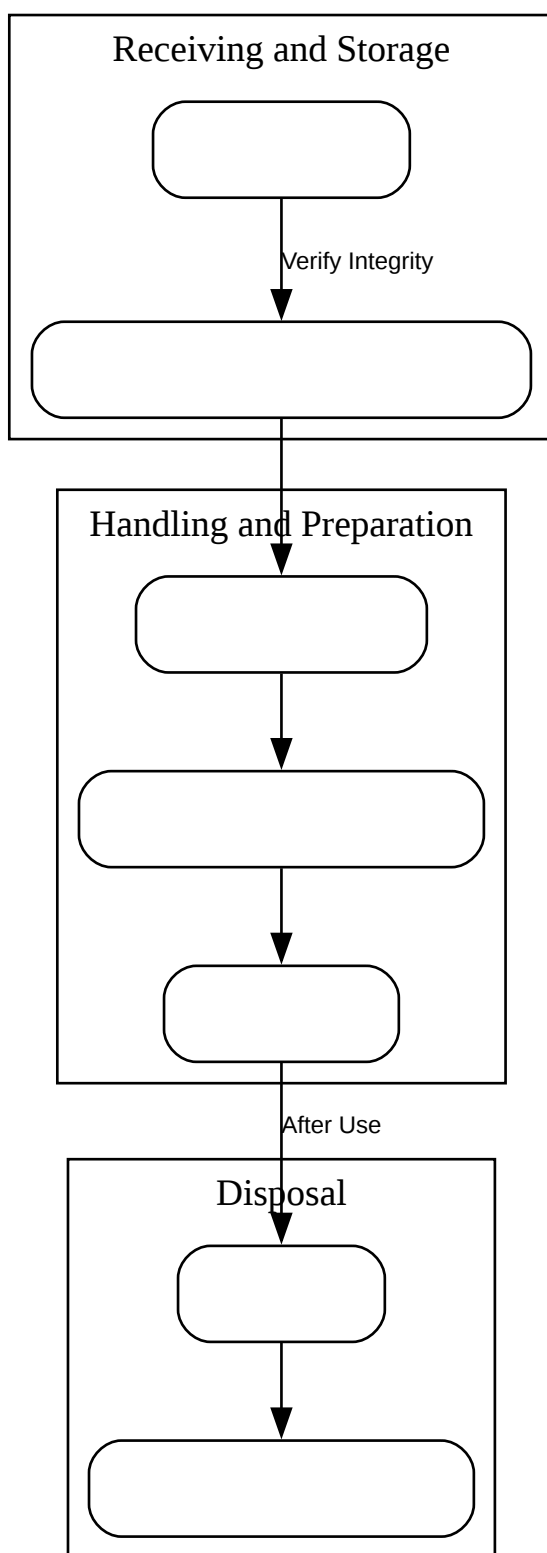 Receiving and Storage
Verify Integrity
Handling and Preparation
After Use
Disposal